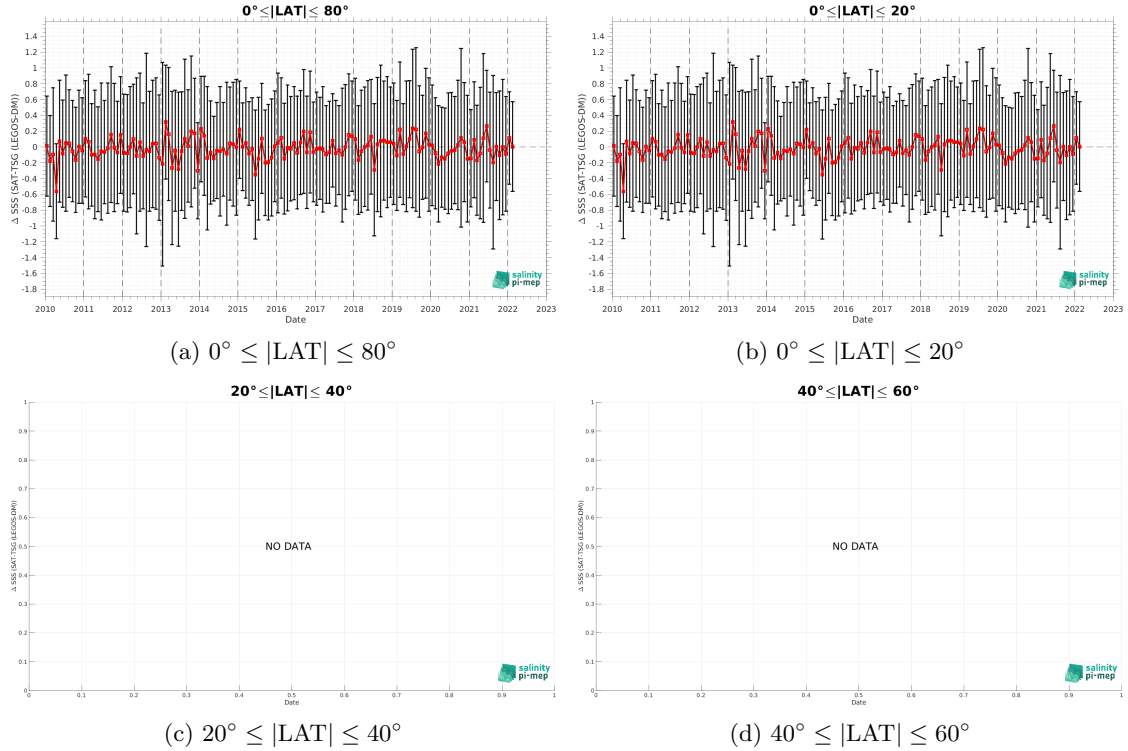 0°≤|LAT|≤ 80°
Δ SSS (SAT-TSG (LEGOS-DM))
1.4
1.2
1
0.8
0.6
0.4
0.2
0
-0.2
-0.4
-0.6
-0.8
-1
-1.2
-1.4
-1.6
-1.8
2010 2011 2012 2013 2014 2015 2016 2017 2018 2019 2020 2021 2022 2023
Date
salinity
pi-mep
(a) 0° ≤ |LAT| ≤ 80°
0°≤|LAT|≤ 20°
Δ SSS (SAT-TSG (LEGOS-DM))
1.4
1.2
1
0.8
0.6
0.4
0.2
0
-0.2
-0.4
-0.6
-0.8
-1
-1.2
-1.4
-1.6
-1.8
2010 2011 2012 2013 2014 2015 2016 2017 2018 2019 2020 2021 2022 2023
Date
salinity
pi-mep
(b) 0° ≤ |LAT| ≤ 20°
20°≤|LAT|≤ 40°
Δ SSS (SAT-TSG (LEGOS-DM))
1
0.9
0.8
0.7
0.6
0.5
0.4
0.3
0.2
0.1
0
NO DATA
0 0.1 0.2 0.3 0.4 0.5 0.6 0.7 0.8 0.9 1
Date
salinity
pi-mep
(c) 20° ≤ |LAT| ≤ 40°
40°≤|LAT|≤ 60°
Δ SSS (SAT-TSG (LEGOS-DM))
1
0.9
0.8
0.7
0.6
0.5
0.4
0.3
0.2
0.1
0
NO DATA
0 0.1 0.2 0.3 0.4 0.5 0.6 0.7 0.8 0.9 1
Date
salinity
pi-mep
(d) 40° ≤ |LAT| ≤ 60°